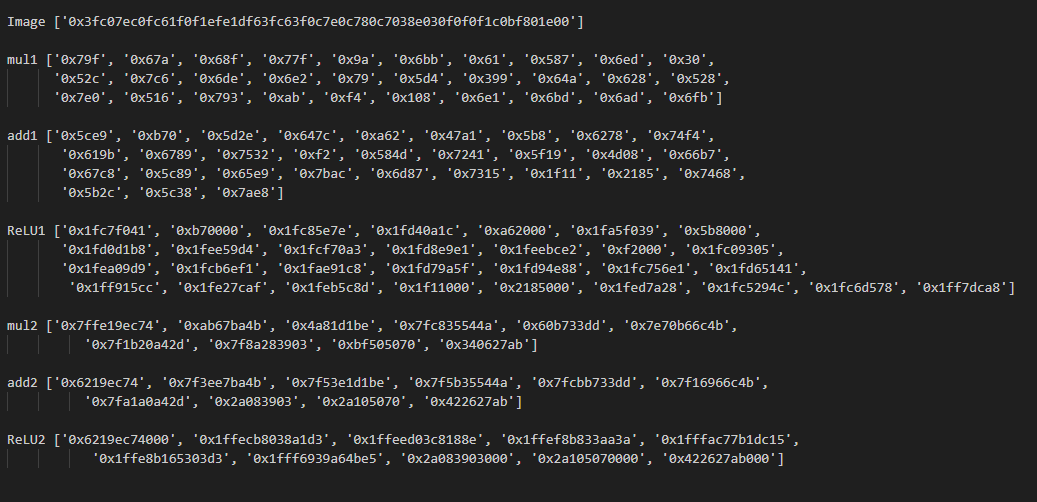 Image ['0x3fc07ec0fc61f0f1efe1df63fc63f0c7e0c780c7038e030f0f0f1c0bf801e00']
mul1 ['0x79f', '0x67a', '0x68f', '0x77f', '0x9a', '0x6bb', '0x61', '0x587', '0x6ed', '0x30',
'0x52c', '0x7c6', '0x6de', '0x6e2', '0x79', '0x5d4', '0x399', '0x64a', '0x628', '0x528',
'0x7e0', '0x516', '0x793', '0xab', '0xf4', '0x108', '0x6e1', '0x6bd', '0x6ad', '0x6fb']
add1 ['0x5ce9', '0xb70', '0x5d2e', '0x647c', '0xa62', '0x47a1', '0x5b8', '0x6278', '0x74f4',
'0x619b', '0x6789', '0x7532', '0xf2', '0x584d', '0x7241', '0x5f19', '0x4d08', '0x66b7',
'0x67c8', '0x5c89', '0x65e9', '0x7bac', '0x6d87', '0x7315', '0x1f11', '0x2185', '0x7468',
'0x5b2c', '0x5c38', '0x7ae8']
ReLU1 ['0x1fc7f041', '0xb70000', '0x1fc85e7e', '0x1fd40a1c', '0xa62000', '0x1fa5f039', '0x5b8000',
'0x1fd0d1b8', '0x1fee59d4', '0x1fcf70a3', '0x1fd8e9e1', '0x1feebce2', '0xf2000', '0x1fc09305',
'0x1fea09d9', '0x1fcb6ef1', '0x1fae91c8', '0x1fd79a5f', '0x1fd94e88', '0x1fc756e1', '0x1fd65141',
'0x1ff915cc', '0x1fe27caf', '0x1feb5c8d', '0x1f11000', '0x2185000', '0x1fed7a28', '0x1fc5294c', '0x1fc6d578', '0x1ff7dca8']
mul2 ['0x7ffe19ec74', '0xab67ba4b', '0x4a81d1be', '0x7fc835544a', '0x60b733dd', '0x7e70b66c4b',
'0x7f1b20a42d', '0x7f8a283903', '0xbf505070', '0x340627ab']
add2 ['0x6219ec74', '0x7f3ee7ba4b', '0x7f53e1d1be', '0x7f5b35544a', '0x7fcbb733dd', '0x7f16966c4b',
'0x7fa1a0a42d', '0x2a083903', '0x2a105070', '0x422627ab']
ReLU2 ['0x6219ec74000', '0x1ffecb8038a1d3', '0x1ffeed03c8188e', '0x1ffef8b833aa3a', '0x1fffac77b1dc15',
'0x1ffe8b165303d3', '0x1fff6939a64be5', '0x2a083903000', '0x2a105070000', '0x422627ab000']